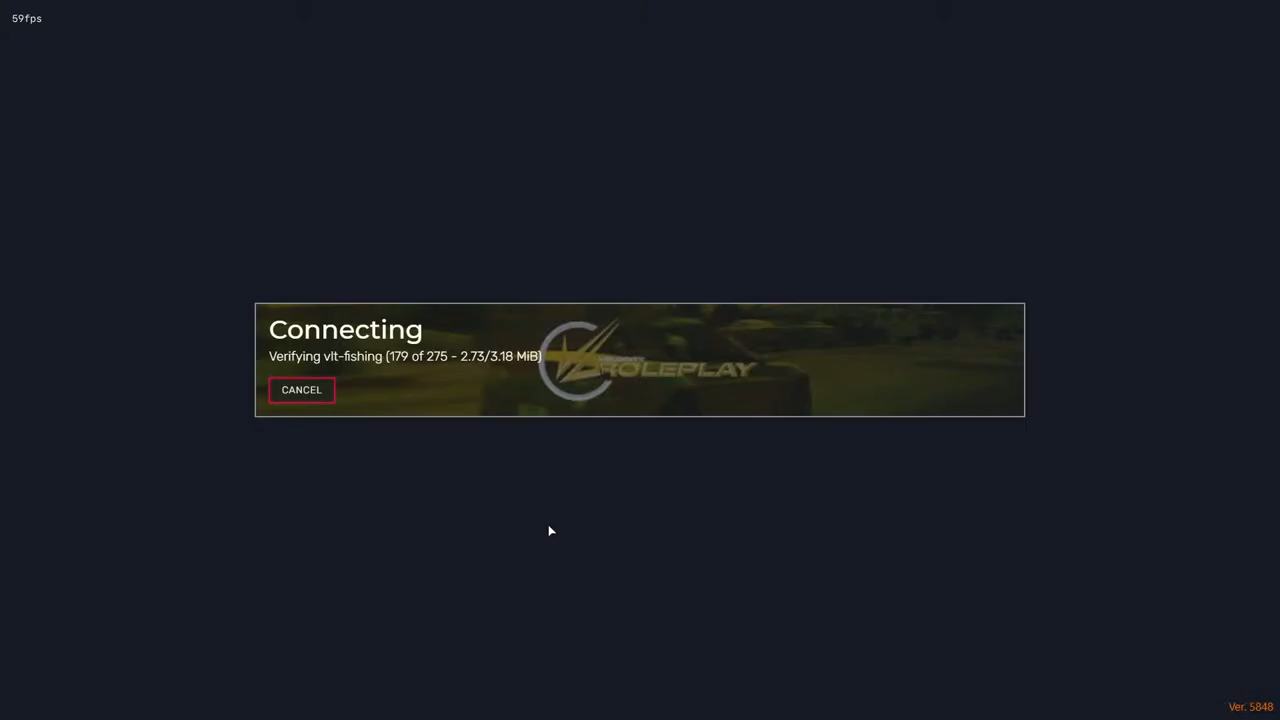 59fps
Connecting
Verifying vlt-fishing (179 of 275 - 2.73/3.18 MiB)
ROLEPLAY
CANCEL
Ver. 5848